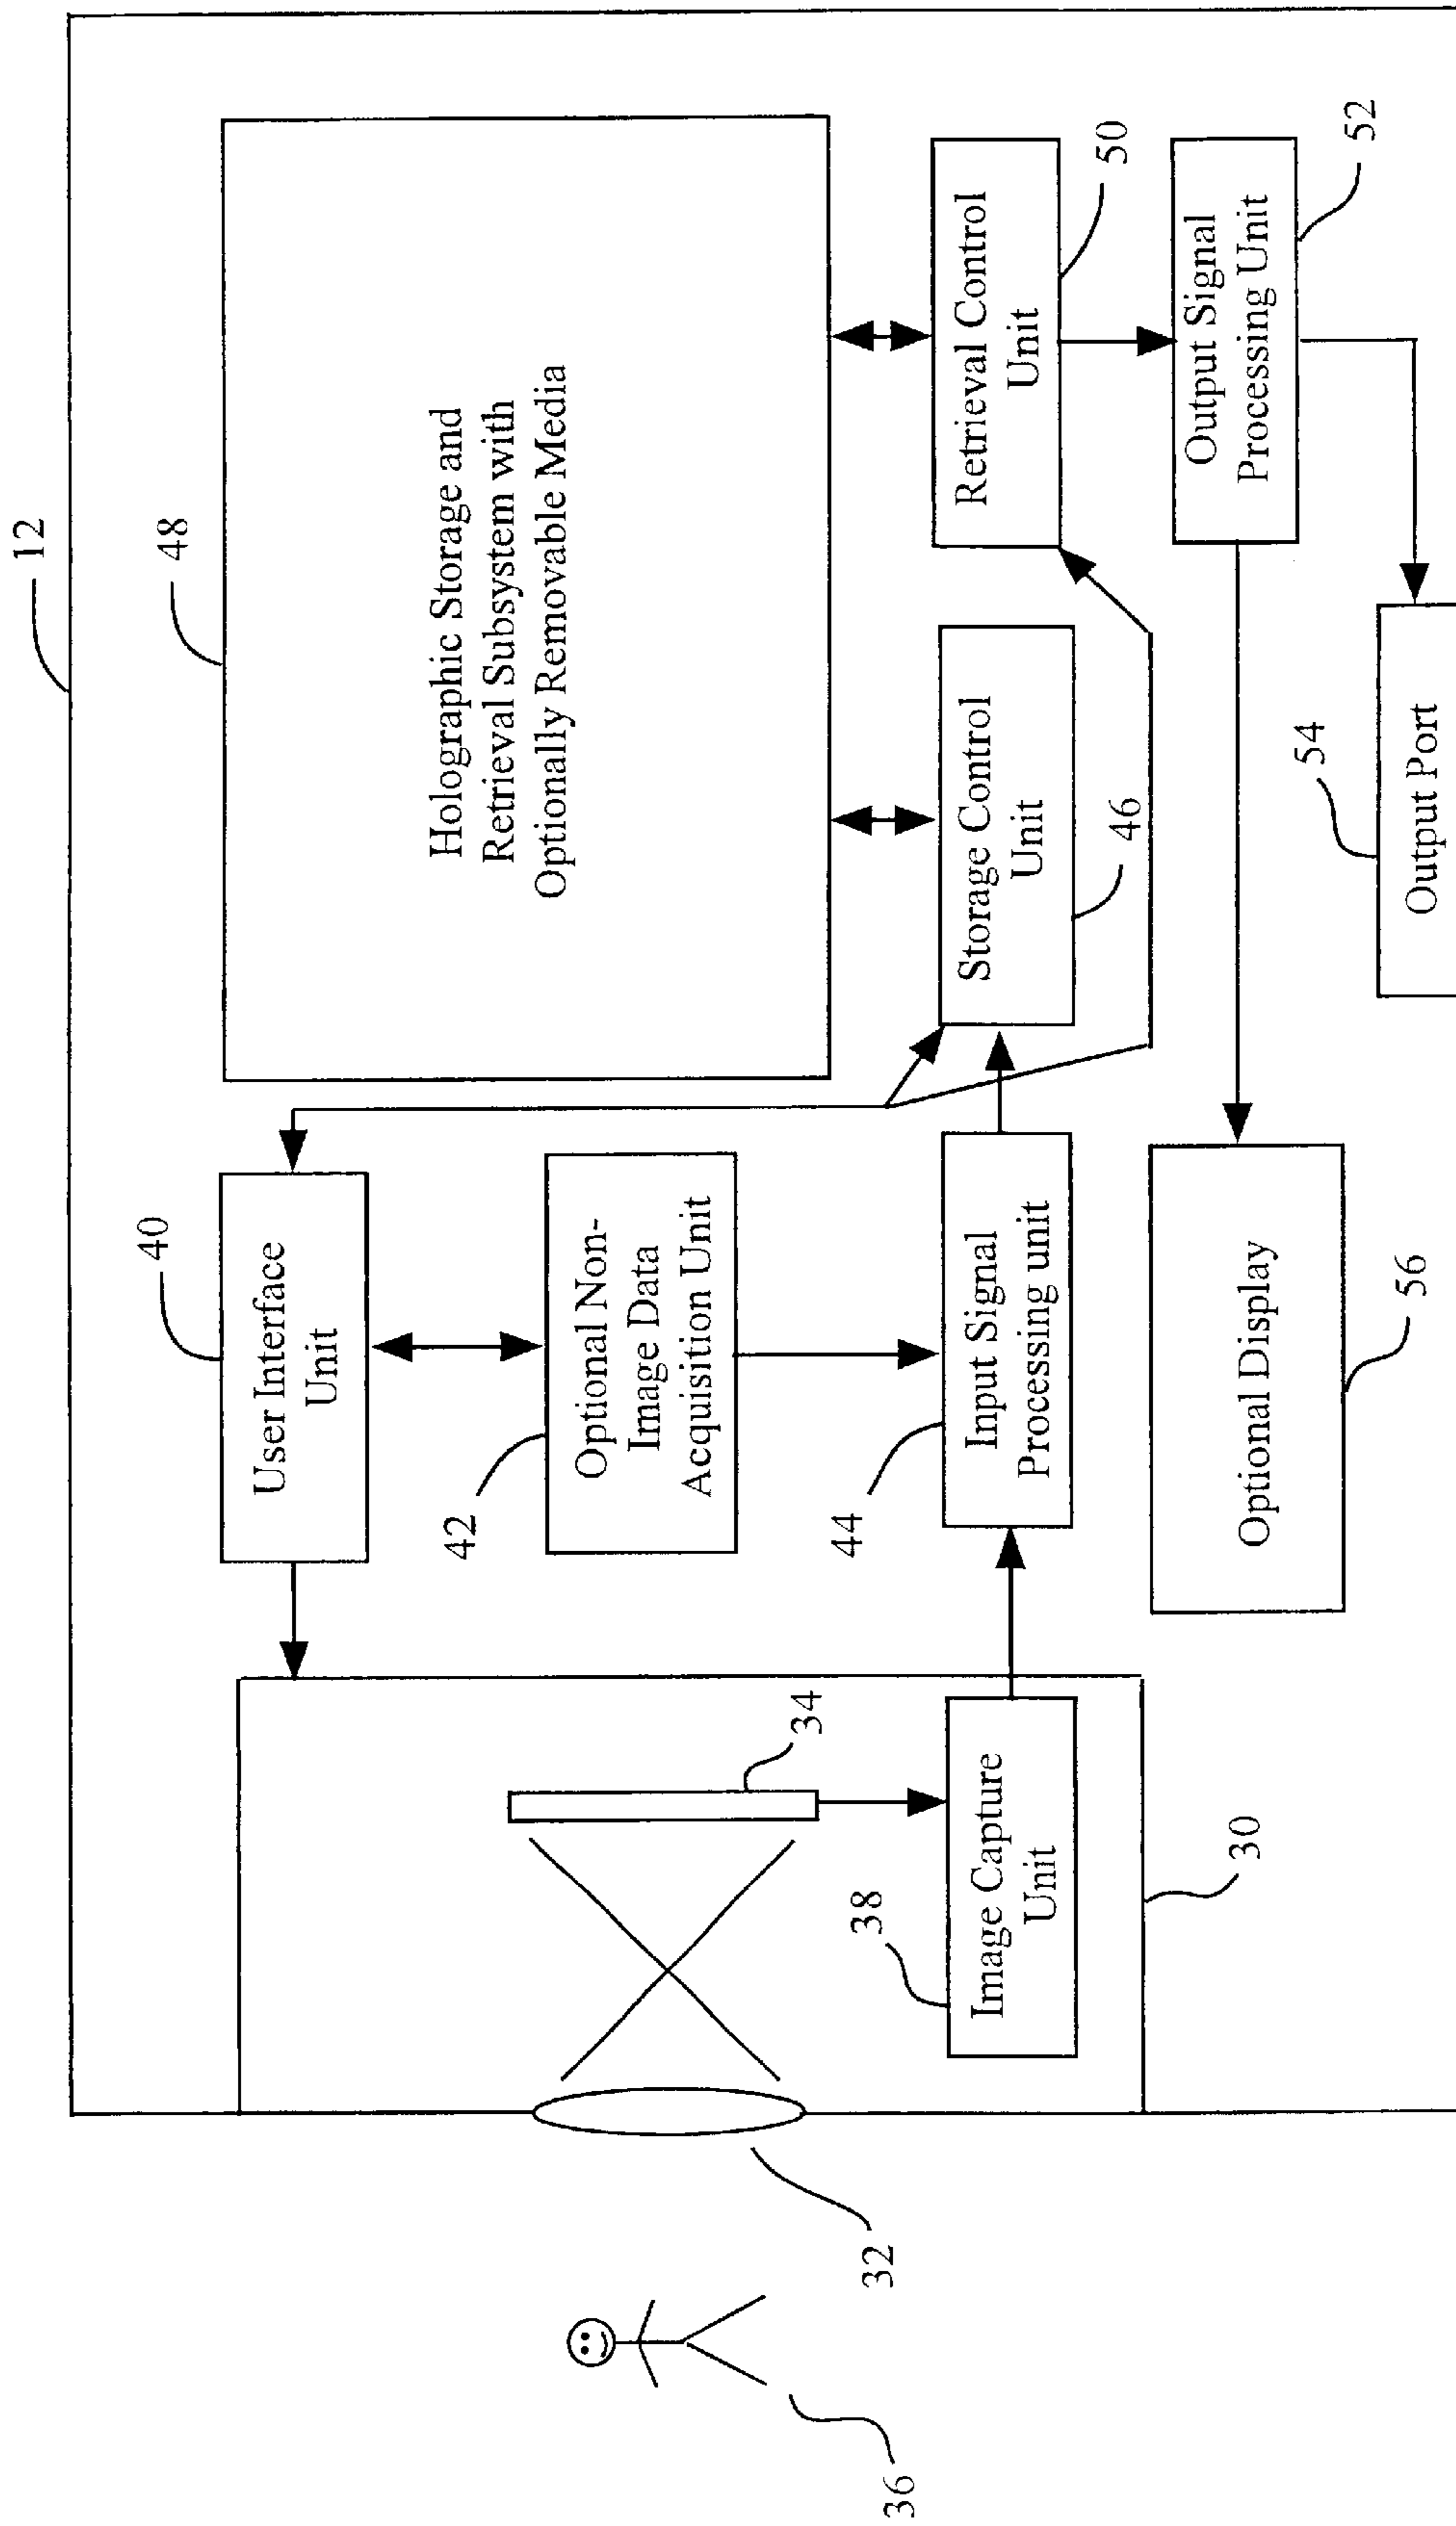 12
48
Holographic Storage and
Retrieval Subsystem with
Optionally Removable Media
40
User Interface
Unit
42
Optional Non-
Image Data
Acquisition Unit
34
32
36
38
Image Capture
Unit
30
44
Input Signal
Processing unit
Storage Control
Unit
46
Retrieval Control
Unit
50
Output Signal
Processing Unit
52
Optional Display
56
54
Output Port